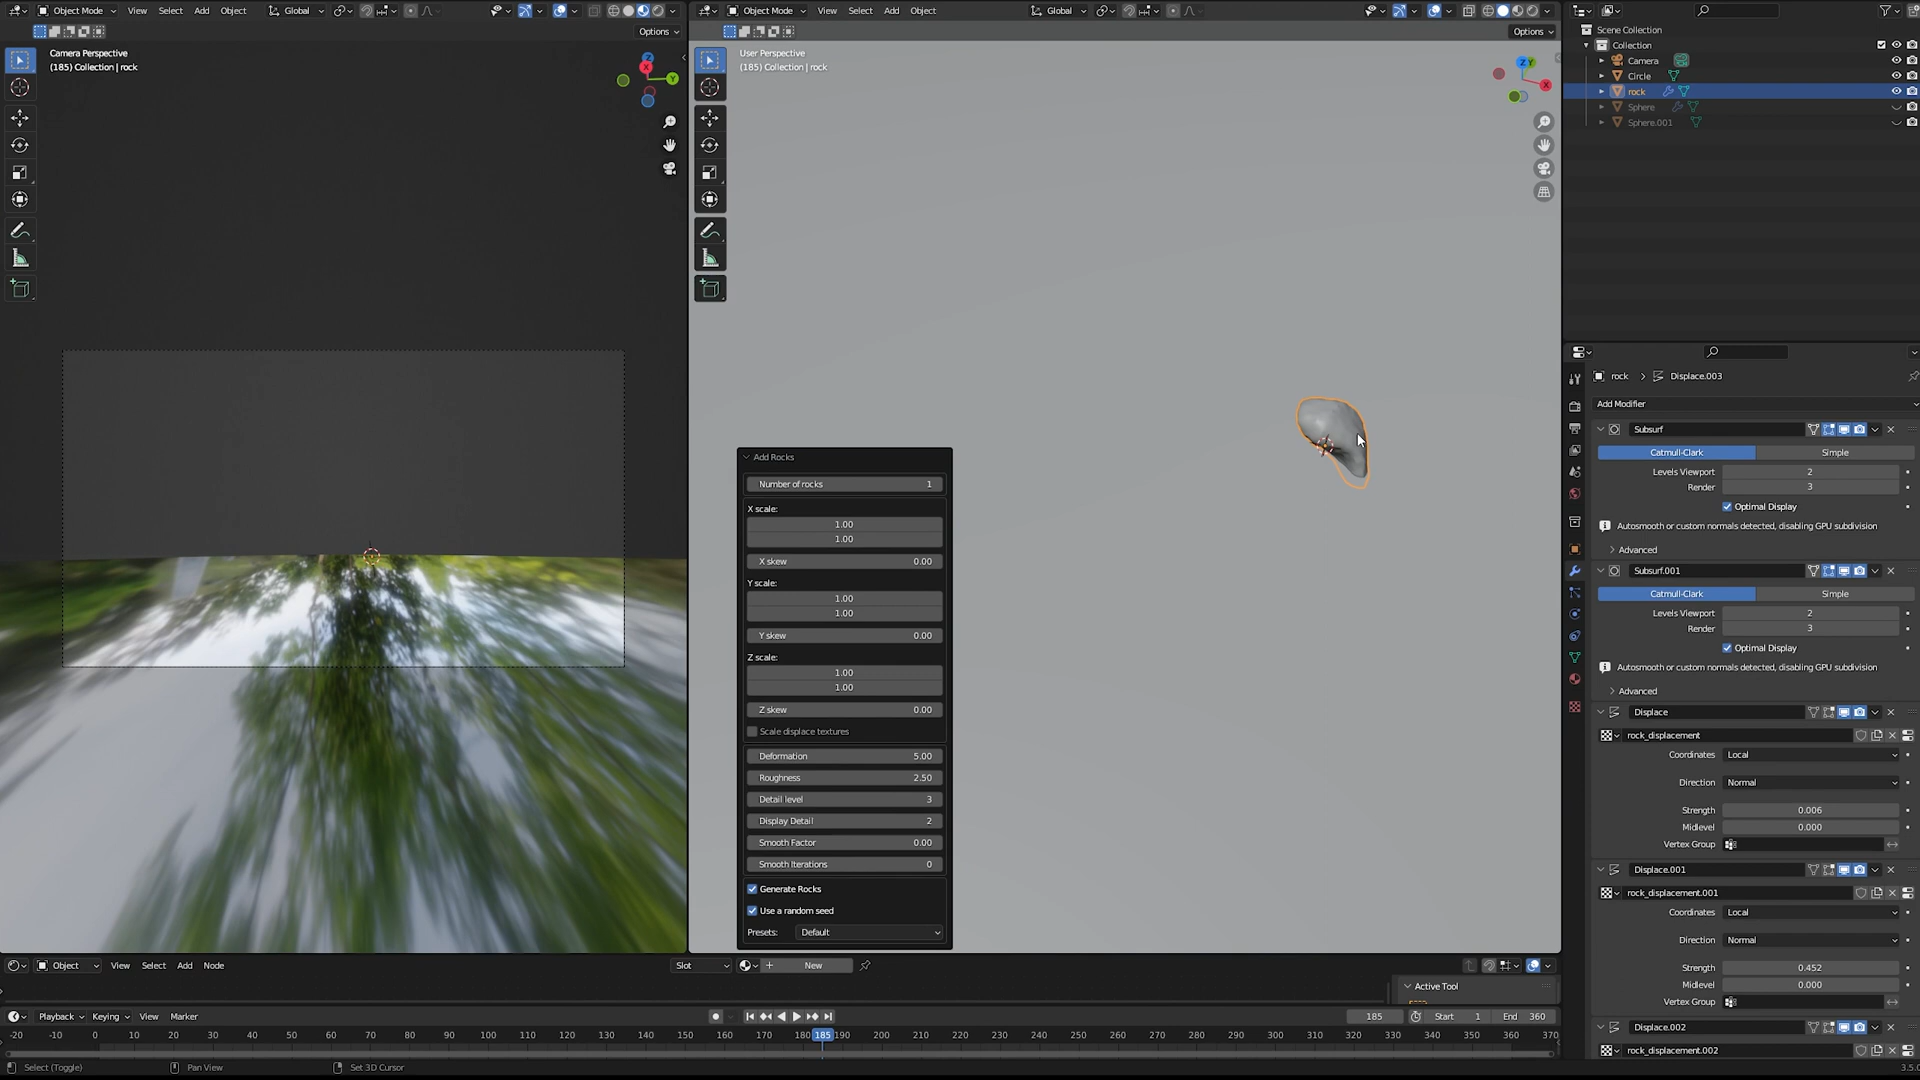 Object Mode View Select Add Object Global
Options
Camera Perspective
(185) Collection | rock
Object Mode View Select Add Object Global
Options
User Perspective
(185) Collection | rock
Add Rocks
Number of rocks 1
X scale:
1.00
1.00
X skew 0.00
Y scale:
1.00
1.00
Y skew 0.00
Z scale:
1.00
1.00
Z skew 0.00
Scale displace textures
Deformation 5.00
Roughness 2.50
Detail level 3
Display Detail 2
Smooth Factor 0.00
Smooth Iterations 0
Generate Rocks
Use a random seed
Presets: Default
Scene Collection
Collection
Camera
Circle
rock
Sphere
Sphere.001
rock > Displace.003
Add Modifier
Subsurf
Catmull-Clark Simple
Levels Viewport 2
Render 3
Optimal Display
Autosmooth or custom normals detected, disabling GPU subdivision
Advanced
Subsurf.001
Catmull-Clark Simple
Levels Viewport 2
Render 3
Optimal Display
Autosmooth or custom normals detected, disabling GPU subdivision
Advanced
Displace
rock_displacement
Coordinates Local
Direction Normal
Strength 0.006
Midlevel 0.000
Vertex Group
Displace.001
rock_displacement.001
Coordinates Local
Direction Normal
Strength 0.452
Midlevel 0.000
Vertex Group
Displace.002
rock_displacement.002
Object View Select Add Node Slot New
Active Tool
Playback Keying View Marker 185 Start 1 End 360
-20 -10 0 10 20 30 40 50 60 70 80 90 100 110 120 130 140 150 160 170 180 185 190 200 210 220 230 240 250 260 270 280 290 300 310 320 330 340 350 360 370
Select (Toggle) Pan View Set 3D Cursor 3.5.0